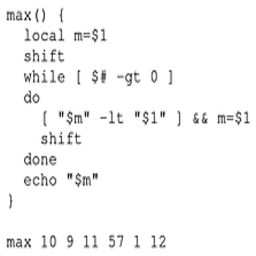 max() {
  local m=$1
  shift
  while [ $# -gt 0 ]
  do
    [ "$m" -lt "$1" ] && m=$1
    shift
  done
  echo "$m"
}

max 10 9 11 57 1 12